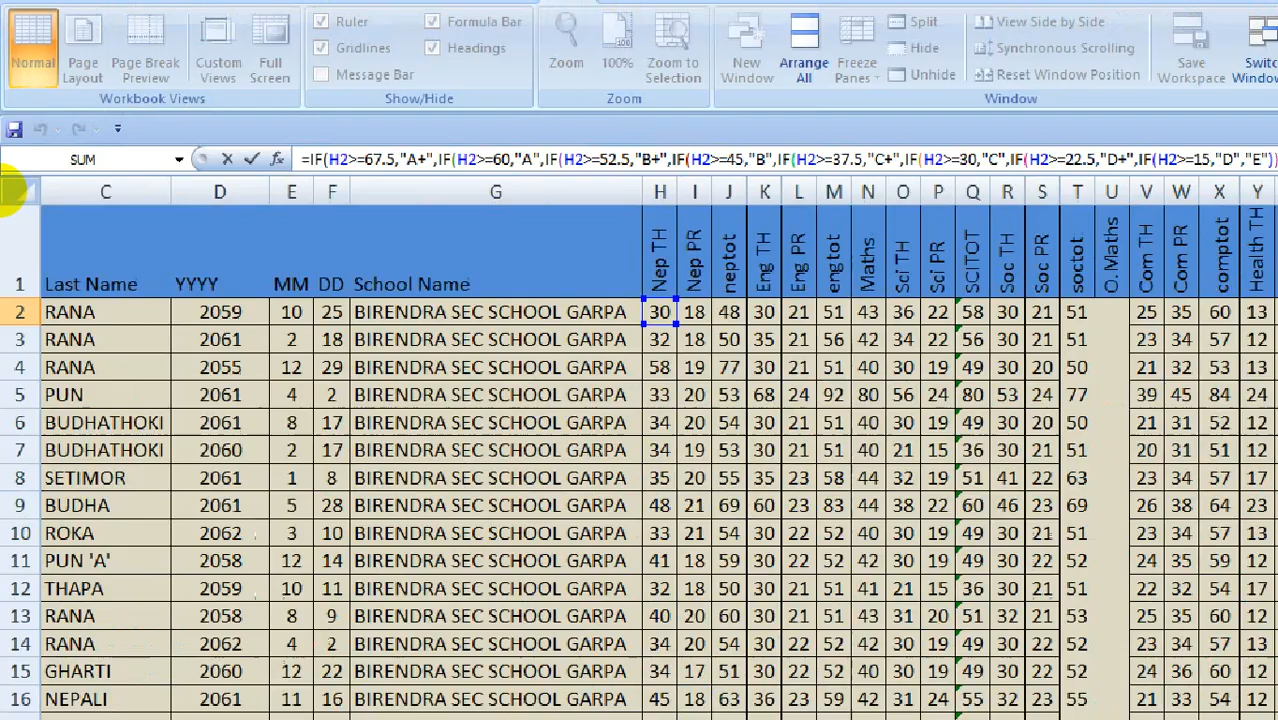 Ruler Formula Bar
Gridlines Headings
Message Bar
Normal Page Layout Page Break Preview Custom Views Full Screen
Workbook Views Show/Hide
Zoom 100% Zoom to Selection
Zoom
New Window Arrange All Freeze Panes
Split
Hide
Unhide
View Side by Side
Synchronous Scrolling
Reset Window Position
Save Workspace Switch
Window
SUM =IF(H2>=67.5,"A+",IF(H2>=60,"A",IF(H2>=52.5,"B+",IF(H2>=45,"B",IF(H2>=37.5,"C+",IF(H2>=30,"C",IF(H2>=22.5,"D+",IF(H2>=15,"D","E"))
C D E F G H I J K L M N O P Q R S T U V W X Y
1 Last Name YYYY MM DD School Name Nep TH Nep PR neptot Eng TH Eng PR engtot Maths Sci TH Sci PR SCITOT Soc TH Soc PR soctot O.Maths Com TH Com PR comptot Health TH
2 RANA 2059 10 25 BIRENDRA SEC SCHOOL GARPA 30 18 48 30 21 51 43 36 22 58 30 21 51 25 35 60 13
3 RANA 2061 2 18 BIRENDRA SEC SCHOOL GARPA 32 18 50 35 21 56 42 34 22 56 30 21 51 23 34 57 12
4 RANA 2055 12 29 BIRENDRA SEC SCHOOL GARPA 58 19 77 30 21 51 40 30 19 49 30 20 50 21 32 53 13
5 PUN 2061 4 2 BIRENDRA SEC SCHOOL GARPA 33 20 53 68 24 92 80 56 24 80 53 24 77 39 45 84 24
6 BUDHATHOKI 2061 8 17 BIRENDRA SEC SCHOOL GARPA 34 20 54 30 21 51 40 30 19 49 30 20 50 21 31 52 12
7 BUDHATHOKI 2060 2 17 BIRENDRA SEC SCHOOL GARPA 34 19 53 30 21 51 40 21 15 36 30 21 51 20 31 51 12
8 SETIMOR 2061 1 8 BIRENDRA SEC SCHOOL GARPA 35 20 55 35 23 58 44 32 19 51 41 22 63 23 34 57 17
9 BUDHA 2061 5 28 BIRENDRA SEC SCHOOL GARPA 48 21 69 60 23 83 44 38 22 60 46 23 69 26 38 64 23
10 ROKA 2062 3 10 BIRENDRA SEC SCHOOL GARPA 33 21 54 30 22 52 40 30 19 49 30 21 51 23 34 57 13
11 PUN 'A' 2058 12 14 BIRENDRA SEC SCHOOL GARPA 41 18 59 30 22 52 42 30 19 49 30 22 52 24 35 59 12
12 THAPA 2059 10 11 BIRENDRA SEC SCHOOL GARPA 32 18 50 30 21 51 41 21 15 36 30 21 51 22 32 54 17
13 RANA 2058 8 9 BIRENDRA SEC SCHOOL GARPA 40 20 60 30 21 51 43 31 20 51 32 21 53 25 35 60 12
14 RANA 2062 4 2 BIRENDRA SEC SCHOOL GARPA 34 20 54 30 22 52 40 30 19 49 30 22 52 23 34 57 13
15 GHARTI 2060 12 22 BIRENDRA SEC SCHOOL GARPA 34 17 51 30 22 52 40 30 19 49 30 22 52 24 36 60 12
16 NEPALI 2061 11 16 BIRENDRA SEC SCHOOL GARPA 45 18 63 36 23 59 42 31 24 55 32 23 55 21 33 54 12